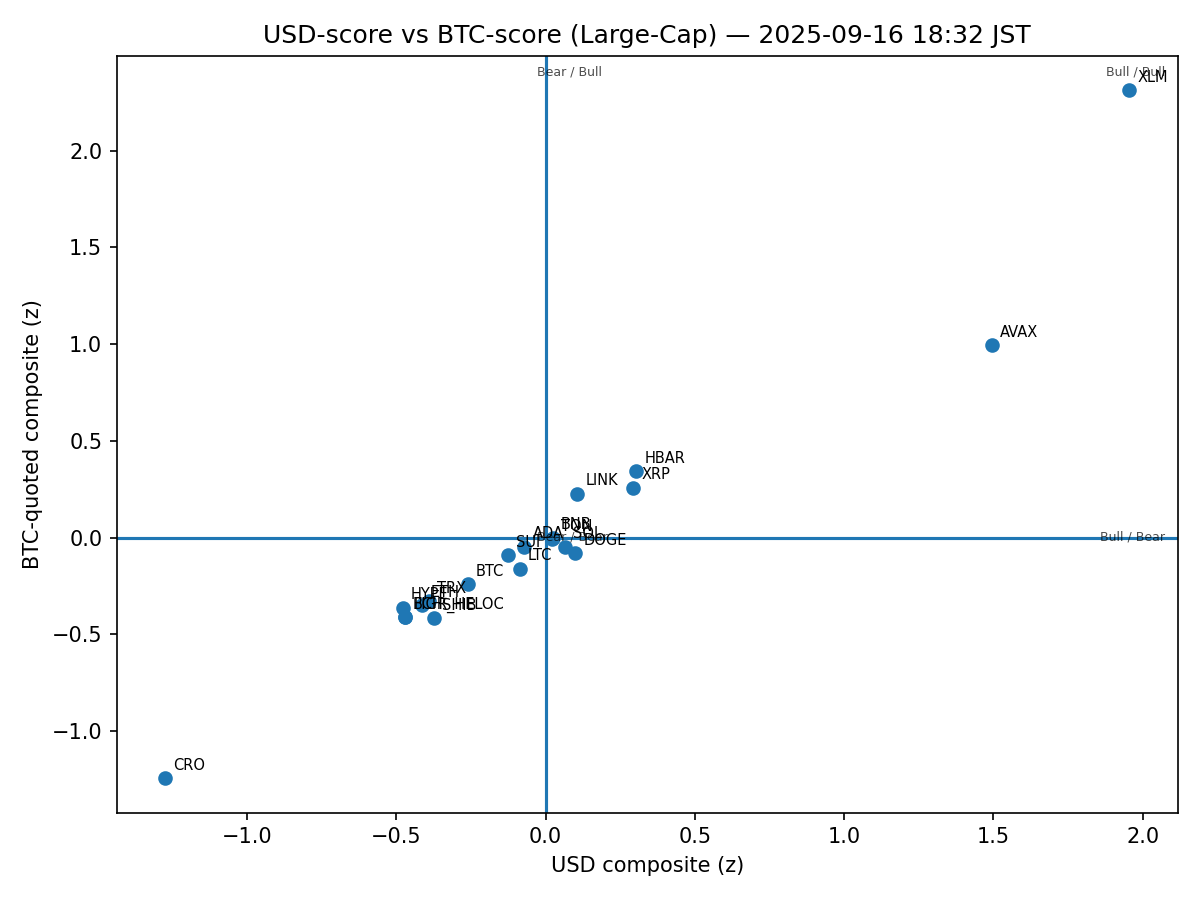 USD-score vs BTC-score (Large-Cap) — 2025-09-16 18:32 JST
Bear / Bull
Bull / Bull
XLM
2.0
1.5
AVAX
1.0
HBAR
0.5
XRP
LINK
BNB
TON
ADA
SOL
0.0
DOGE
Bull / Bear
SUI
LTC
BTC
TRX
ETH
HYPE
BCH
SHIB
−0.5
−1.0
CRO
−1.0
−0.5
0.0
0.5
1.0
1.5
2.0
USD composite (z)
BTC-quoted composite (z)